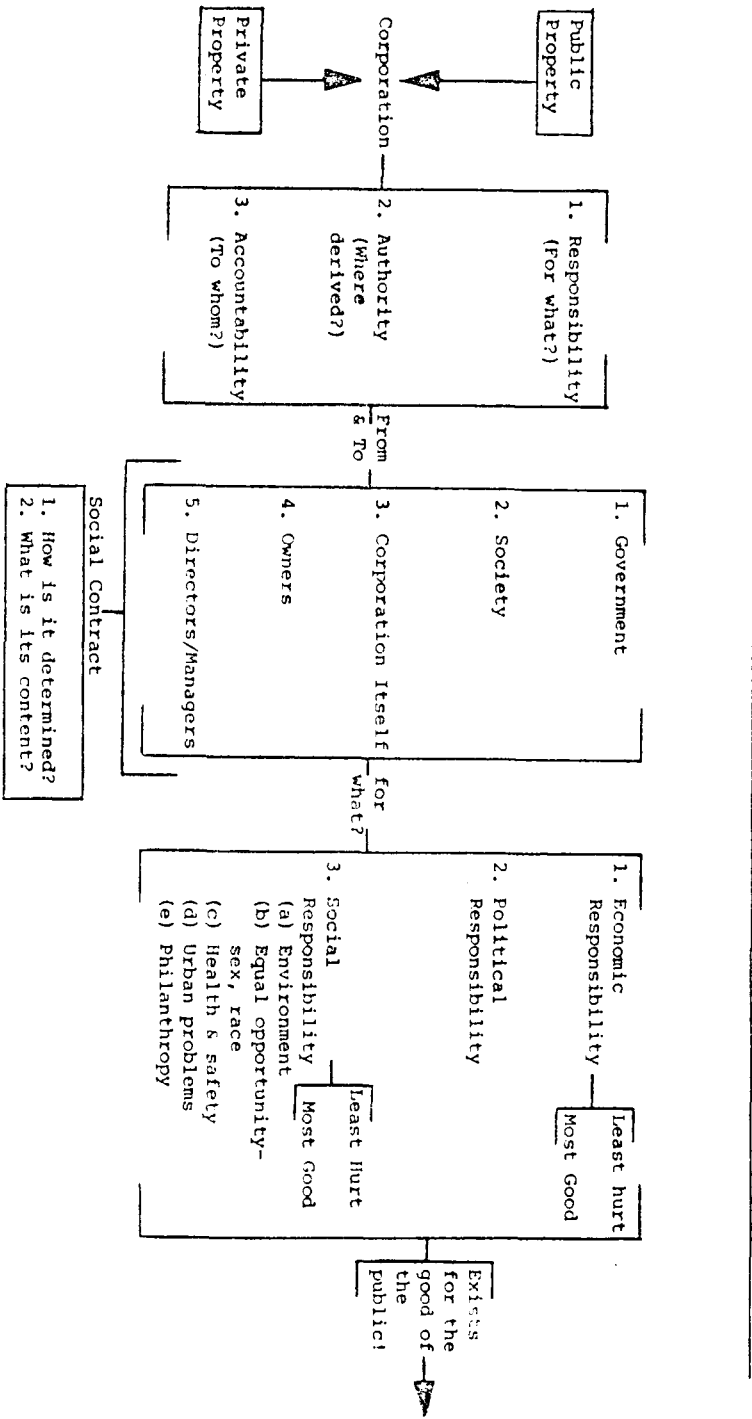 Public
Property
Corporation
Private
Property
1. Responsibility
(For what?)
2. Authority
(Where
derived?)
3. Accountability
(To whom?)
From
& To
1. Government
2. Society
3. Corporation Itself
4. Owners
5. Directors/Managers
Social Contract
1. How is it determined?
2. What is its content?
for
what?
1. Economic
Responsibility
Least hurt
Most Good
2. Political
Responsibility
3. Social
Responsibility
Least Hurt
Most Good
(a) Environment
(b) Equal opportunity-
sex, race
(c) Health & safety
(d) Urban problems
(e) Philanthropy
Exists
for the
good of
the
public!